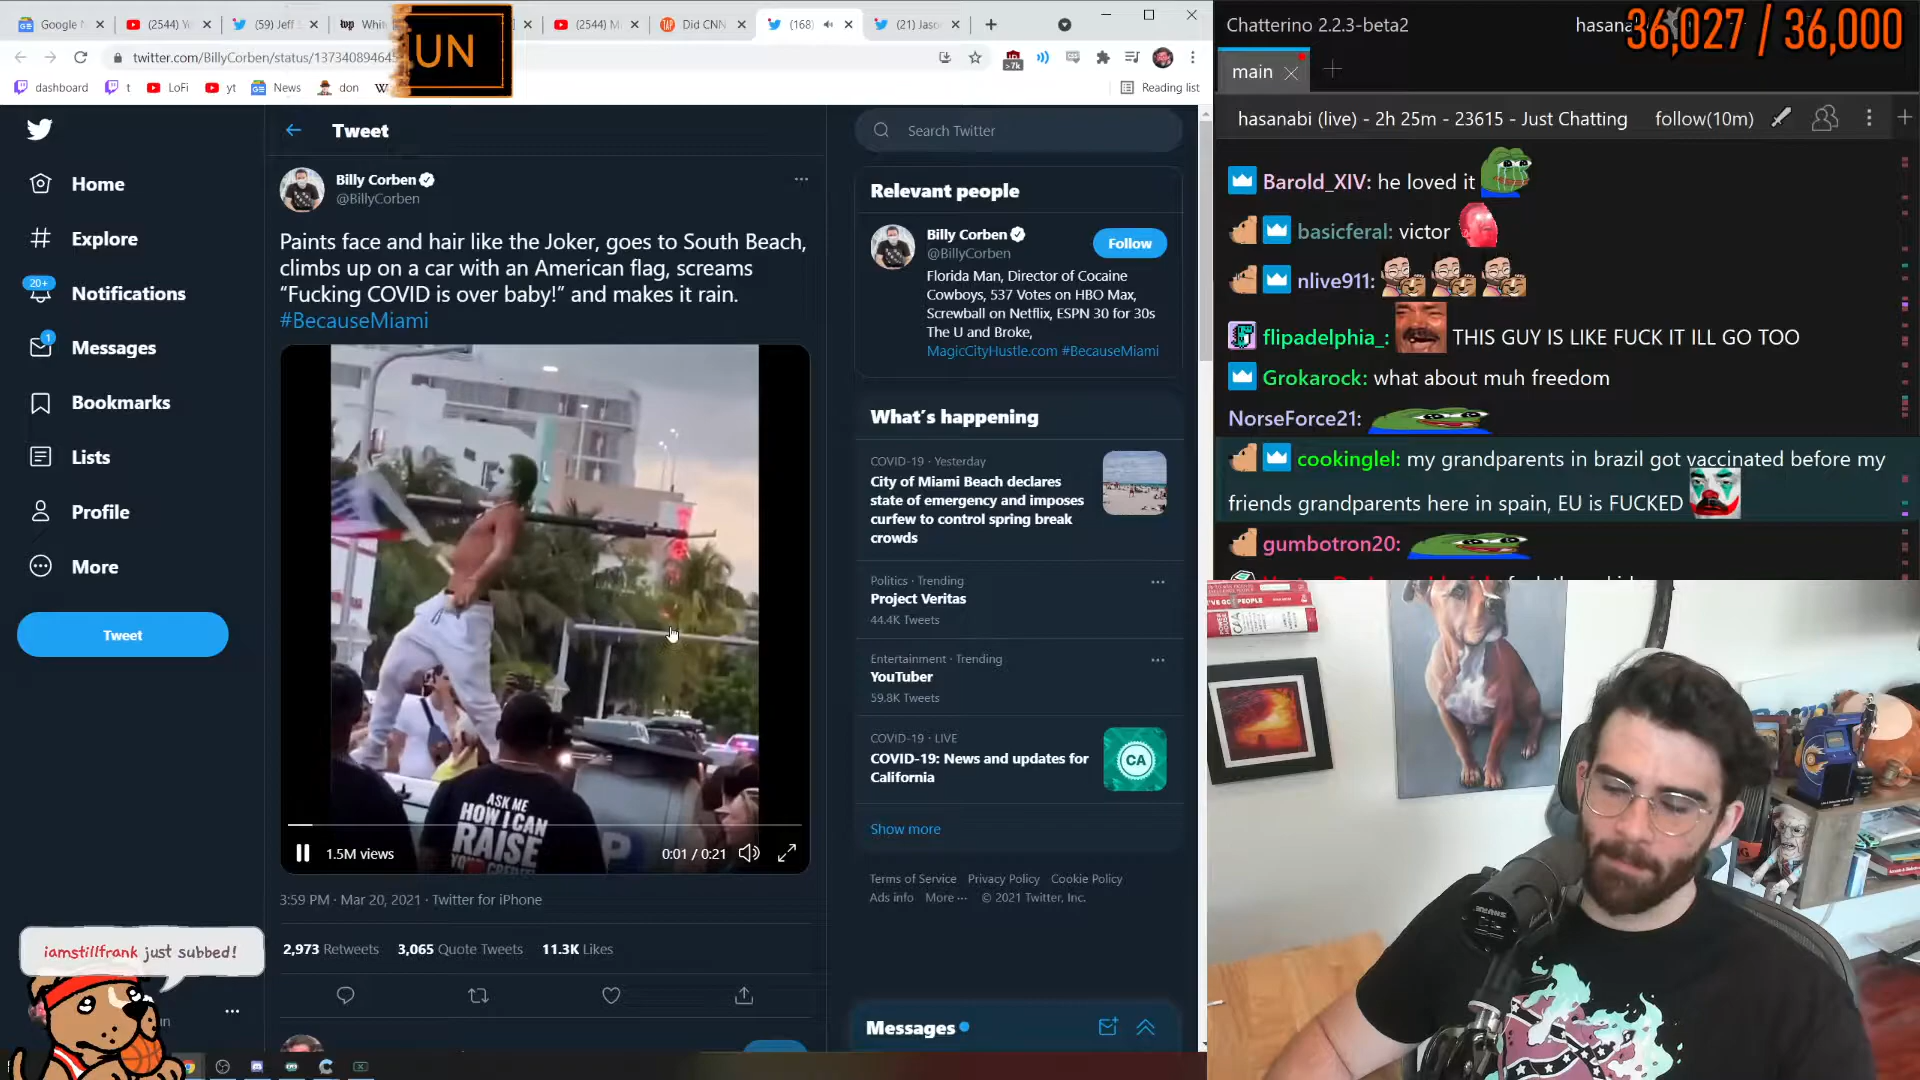 Google N
(2544) Y
(59) Jeff S
Whit
(2544) M
Did CNN
(168)
(21) Jaso
UN
twitter.com/BillyCorben/status/1373408946
>7k
dashboard
t
LoFi
yt
News
don
Reading list
Home
Explore
20+
Notifications
1
Messages
Bookmarks
Lists
Profile
More
Tweet
iamstillfrank just subbed!
Tweet
Billy Corben
@BillyCorben
Paints face and hair like the Joker, goes to South Beach,
climbs up on a car with an American flag, screams
“Fucking COVID is over baby!” and makes it rain.
#BecauseMiami
ASK ME
HOW I CAN
RAISE
1.5M views
0:01 / 0:21
3:59 PM · Mar 20, 2021 · Twitter for iPhone
2,973 Retweets 3,065 Quote Tweets 11.3K Likes
Search Twitter
Relevant people
Billy Corben
@BillyCorben
Follow
Florida Man, Director of Cocaine
Cowboys, 537 Votes on HBO Max,
Screwball on Netflix, ESPN 30 for 30s
The U and Broke,
MagicCityHustle.com #BecauseMiami
What's happening
COVID-19 · Yesterday
City of Miami Beach declares
state of emergency and imposes
curfew to control spring break
crowds
Politics · Trending
Project Veritas
44.4K Tweets
Entertainment · Trending
YouTuber
59.8K Tweets
COVID-19 · LIVE
COVID-19: News and updates for
California
CA
Show more
Terms of Service Privacy Policy Cookie Policy
Ads info More ··· © 2021 Twitter, Inc.
Messages
Chatterino 2.2.3-beta2
hasana
36,027 / 36,000
main
hasanabi (live) - 2h 25m - 23615 - Just Chatting
follow(10m)
Barold_XIV: he loved it
basicferal: victor
nlive911:
flipadelphia_: THIS GUY IS LIKE FUCK IT ILL GO TOO
Grokarock: what about muh freedom
NorseForce21:
cookinglel: my grandparents in brazil got vaccinated before my
friends grandparents here in spain, EU is FUCKED
gumbotron20: